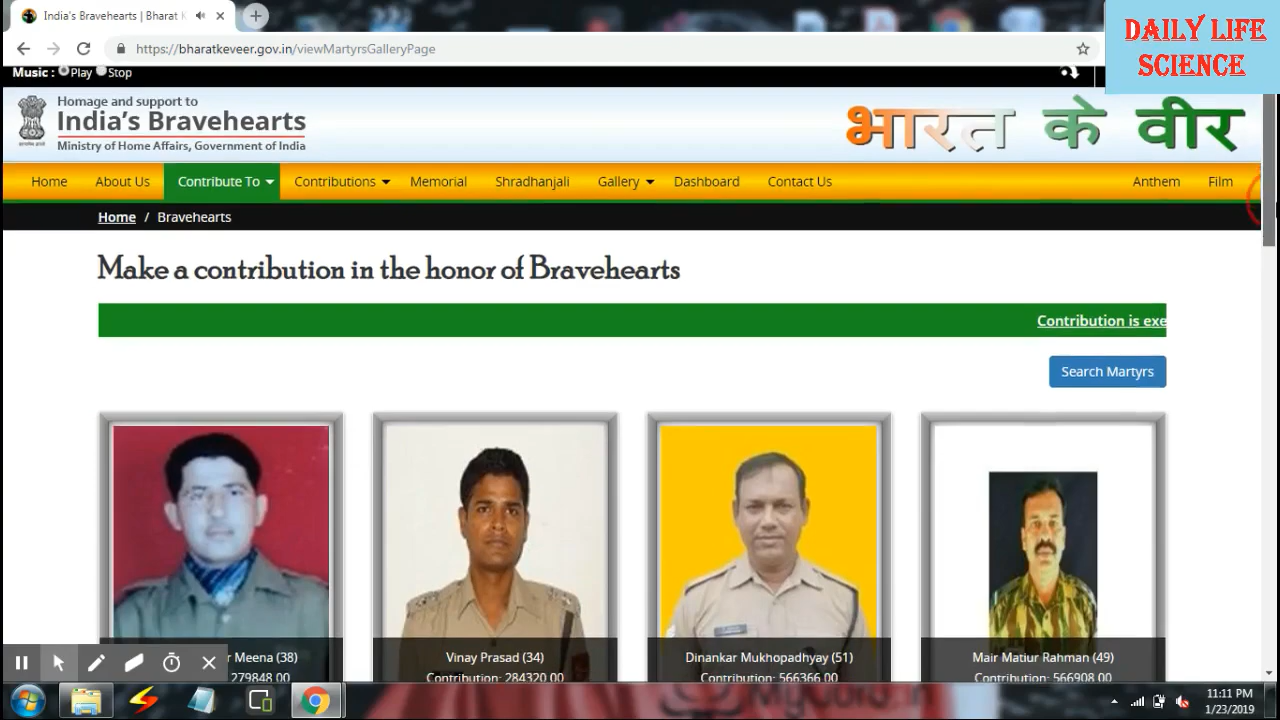 India's Bravehearts | Bharat K
DAILY LIFE
SCIENCE
https://bharatkeveer.gov.in/viewMartyrsGalleryPage
Music : Play Stop
Homage and support to
India's Bravehearts
Ministry of Home Affairs, Government of India
भारत के वीर
Home About Us Contribute To Contributions Memorial Shradhanjali Gallery Dashboard Contact Us Anthem Film
Home / Bravehearts
Make a contribution in the honor of Bravehearts
Contribution is exe
Search Martyrs
r Meena (38) Vinay Prasad (34) Dinankar Mukhopadhyay (51) Mair Matiur Rahman (49)
279848.00 Contribution: 284320.00 Contribution: 566366.00 Contribution: 566908.00
11:11 PM
1/23/2019